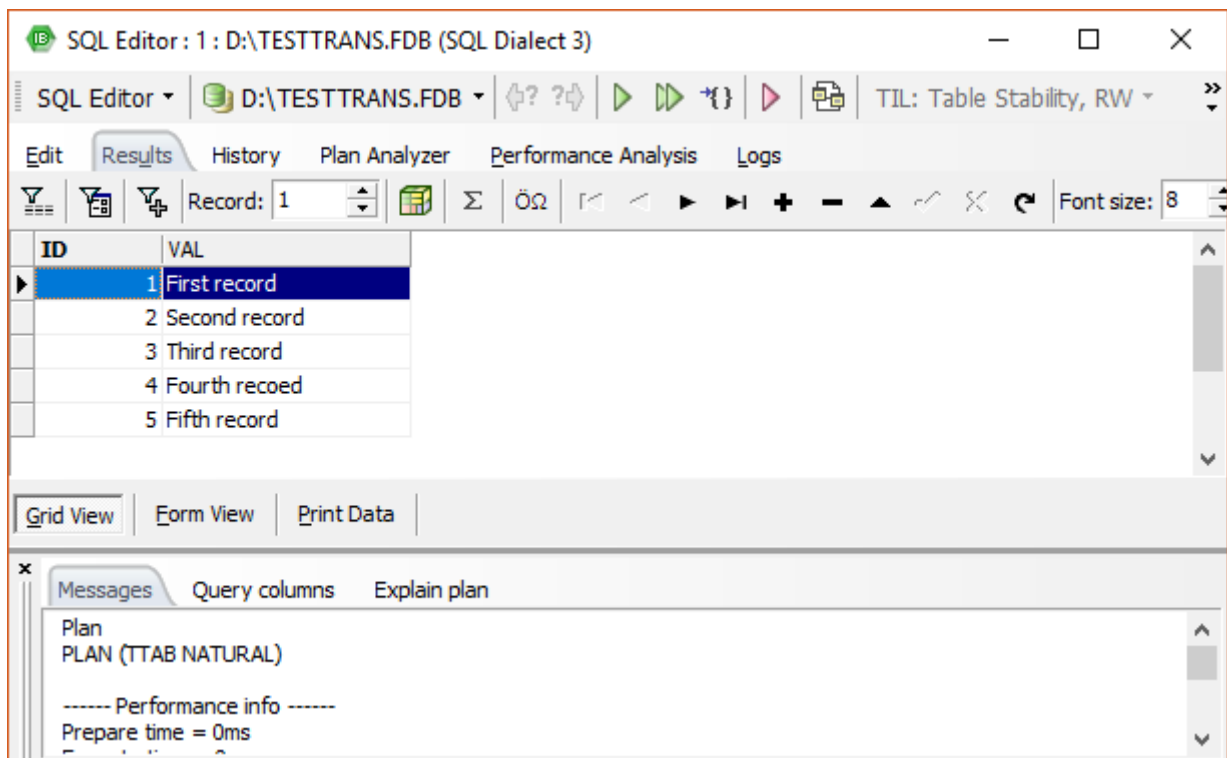 SQL Editor : 1 : D:\TESTTRANS.FDB (SQL Dialect 3)
SQL Editor D:\TESTTRANS.FDB TIL: Table Stability, RW
Edit Results History Plan Analyzer Performance Analysis Logs
Record: 1 Σ ÖΩ Font size: 8
ID VAL
1 First record
2 Second record
3 Third record
4 Fourth recoed
5 Fifth record
Grid View Form View Print Data
Messages Query columns Explain plan
Plan
PLAN (TTAB NATURAL)
------ Performance info ------
Prepare time = 0ms